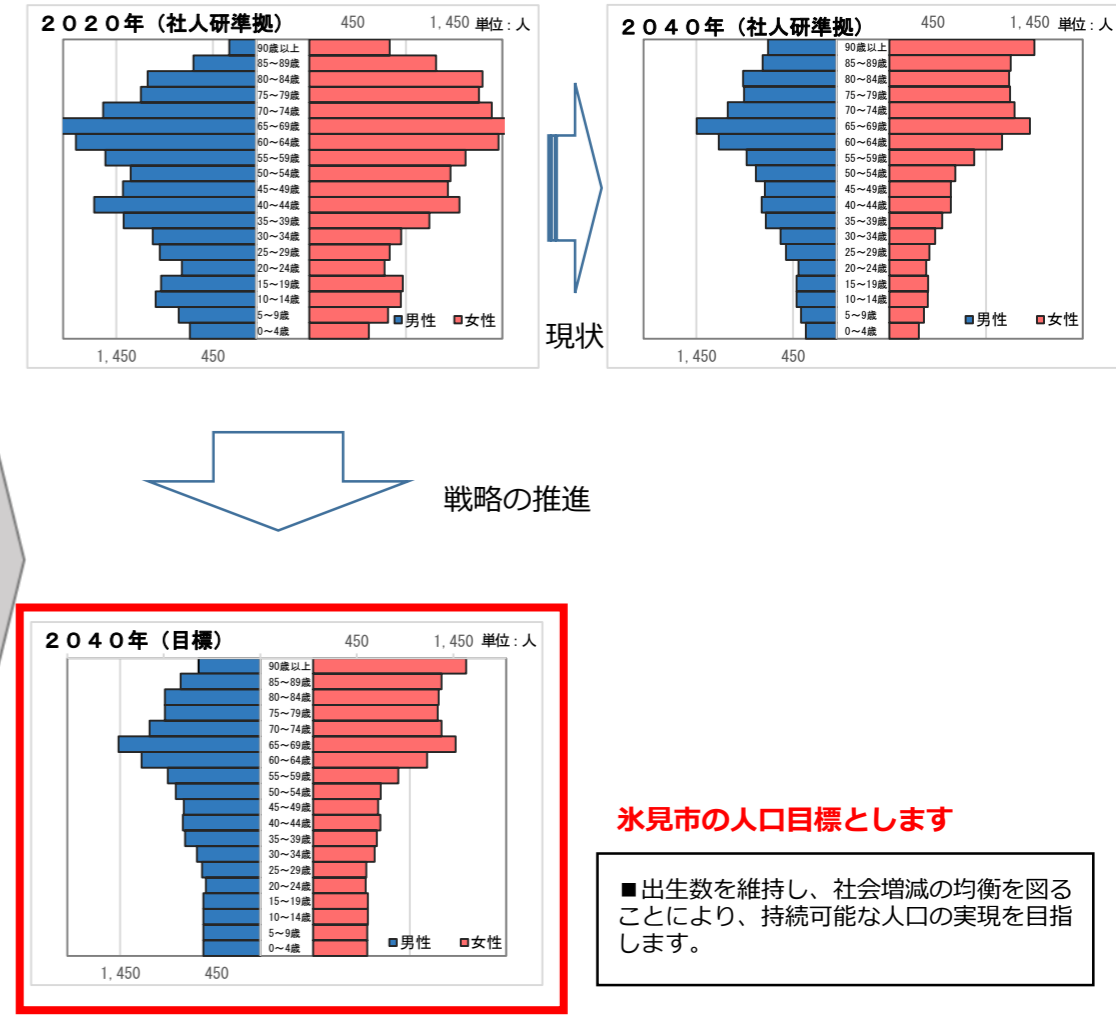 ２０２０年（社人研準拠）
450
1,450
単位：人
90歳以上
85～89歳
80～84歳
75～79歳
70～74歳
65～69歳
60～64歳
55～59歳
50～54歳
45～49歳
40～44歳
35～39歳
30～34歳
25～29歳
20～24歳
15～19歳
10～14歳
5～9歳
0～4歳
■男性 ■女性
1,450
450
現状
２０４０年（社人研準拠）
450
1,450
単位：人
90歳以上
85～89歳
80～84歳
75～79歳
70～74歳
65～69歳
60～64歳
55～59歳
50～54歳
45～49歳
40～44歳
35～39歳
30～34歳
25～29歳
20～24歳
15～19歳
10～14歳
5～9歳
0～4歳
■男性 ■女性
1,450
450
戦略の推進
２０４０年（目標）
450
1,450
単位：人
90歳以上
85～89歳
80～84歳
75～79歳
70～74歳
65～69歳
60～64歳
55～59歳
50～54歳
45～49歳
40～44歳
35～39歳
30～34歳
25～29歳
20～24歳
15～19歳
10～14歳
5～9歳
0～4歳
■男性 ■女性
1,450
450
氷見市の人口目標とします
■出生数を維持し、社会増減の均衡を図る
ことにより、持続可能な人口の実現を目指
します。